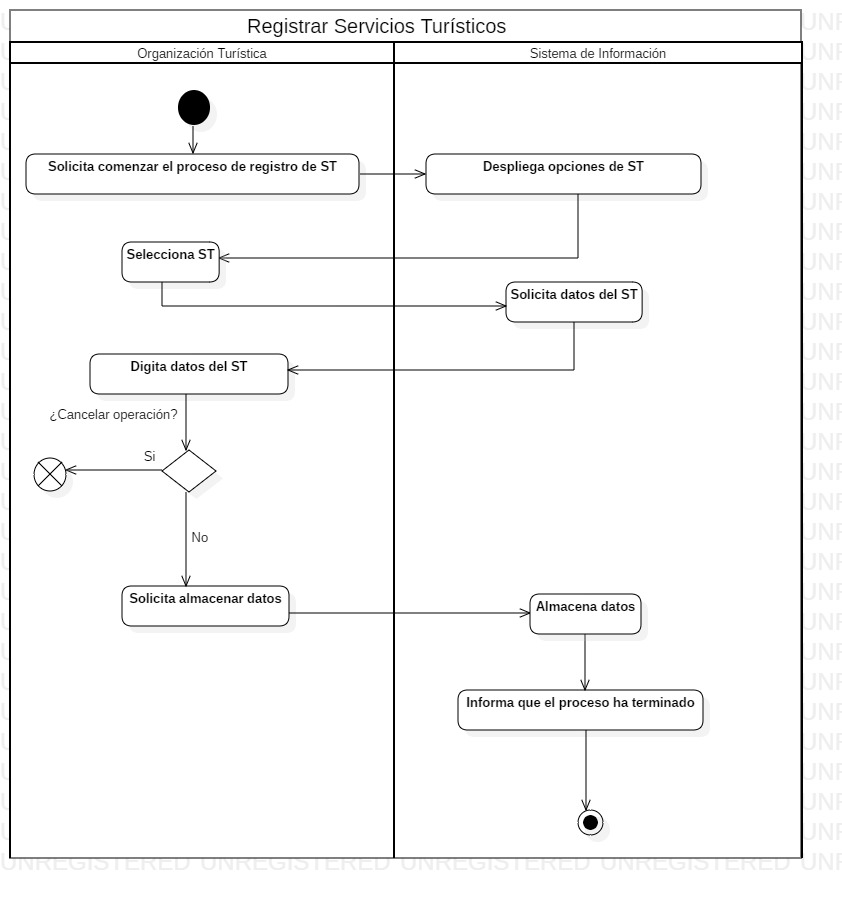 Registrar Servicios Turísticos
Organización Turística
Sistema de Información
Solicita comenzar el proceso de registro de ST
Despliega opciones de ST
Selecciona ST
Solicita datos del ST
Digita datos del ST
¿Cancelar operación?
Si
No
Solicita almacenar datos
Almacena datos
Informa que el proceso ha terminado
UNREGISTERED UNREGISTERED UNREGISTERED UNREGISTERED UNR